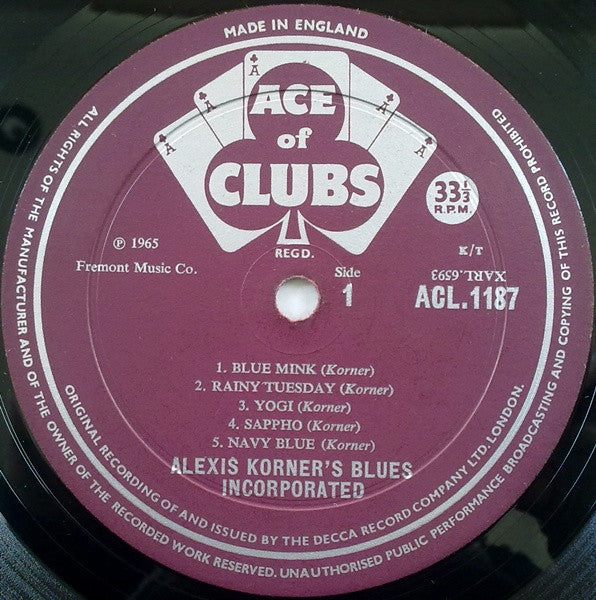 MADE IN ENGLAND
A A A A
ACE
of
CLUBS
REGD.
33⅓
R.P.M.
℗ 1965
Fremont Music Co.
K/T
XARL.6593
Side
1
ACL.1187
1. BLUE MINK (Korner)
2. RAINY TUESDAY (Korner)
3. YOGI (Korner)
4. SAPPHO (Korner)
5. NAVY BLUE (Korner)
ALEXIS KORNER'S BLUES
INCORPORATED
ALL RIGHTS OF THE MANUFACTURER AND OF THE OWNER OF THE RECORDED WORK RESERVED. UNAUTHORISED PUBLIC PERFORMANCE BROADCASTING AND COPYING OF THIS RECORD PROHIBITED
ORIGINAL RECORDING OF AND ISSUED BY THE DECCA RECORD COMPANY LTD. LONDON.